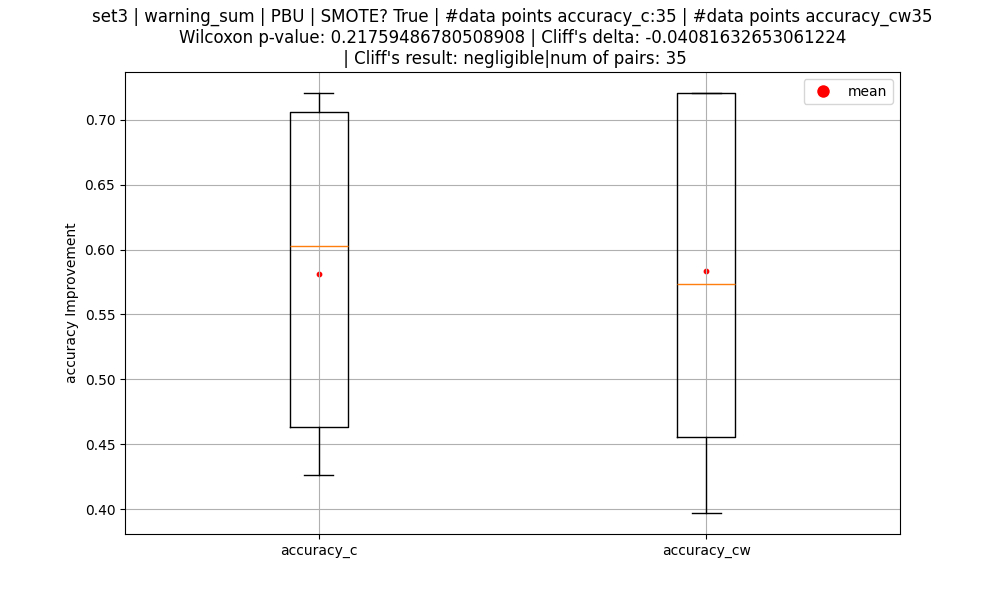 set3 | warning_sum | PBU | SMOTE? True | #data points accuracy_c:35 | #data points accuracy_cw35
Wilcoxon p-value: 0.21759486780508908 | Cliff's delta: -0.04081632653061224
| Cliff's result: negligible|num of pairs: 35
mean
0.70
0.65
0.60
0.55
0.50
0.45
0.40
accuracy Improvement
accuracy_c
accuracy_cw